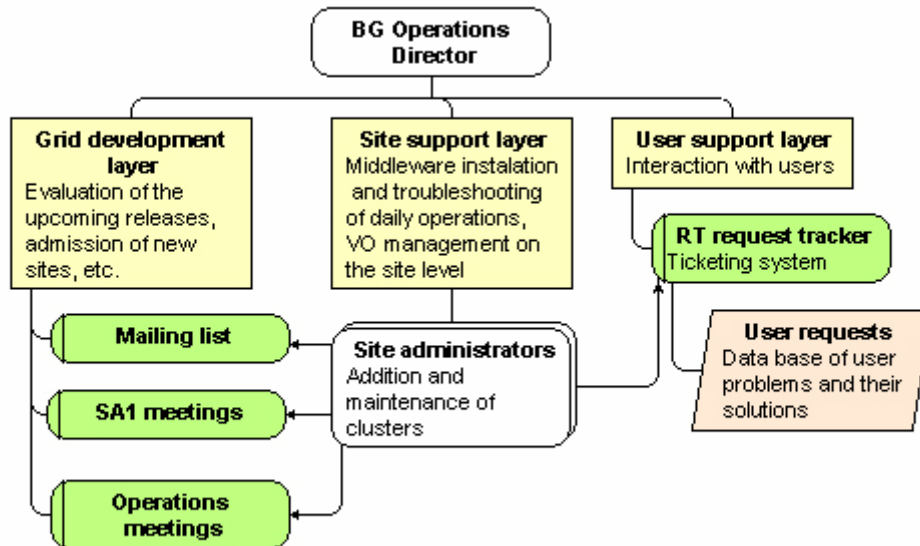 BG Operations
Director
Grid development
layer
Evaluation of the
upcoming releases,
admission of new
sites, etc.
Site support layer
Middleware instalation
and troubleshooting
of daily operations,
VO management on
the site level
User support layer
Interaction with users
RT request tracker
Ticketing system
Mailing list
Site administrators
Addition and
maintenance of
clusters
User requests
Data base of user
problems and their
solutions
SA1 meetings
Operations
meetings